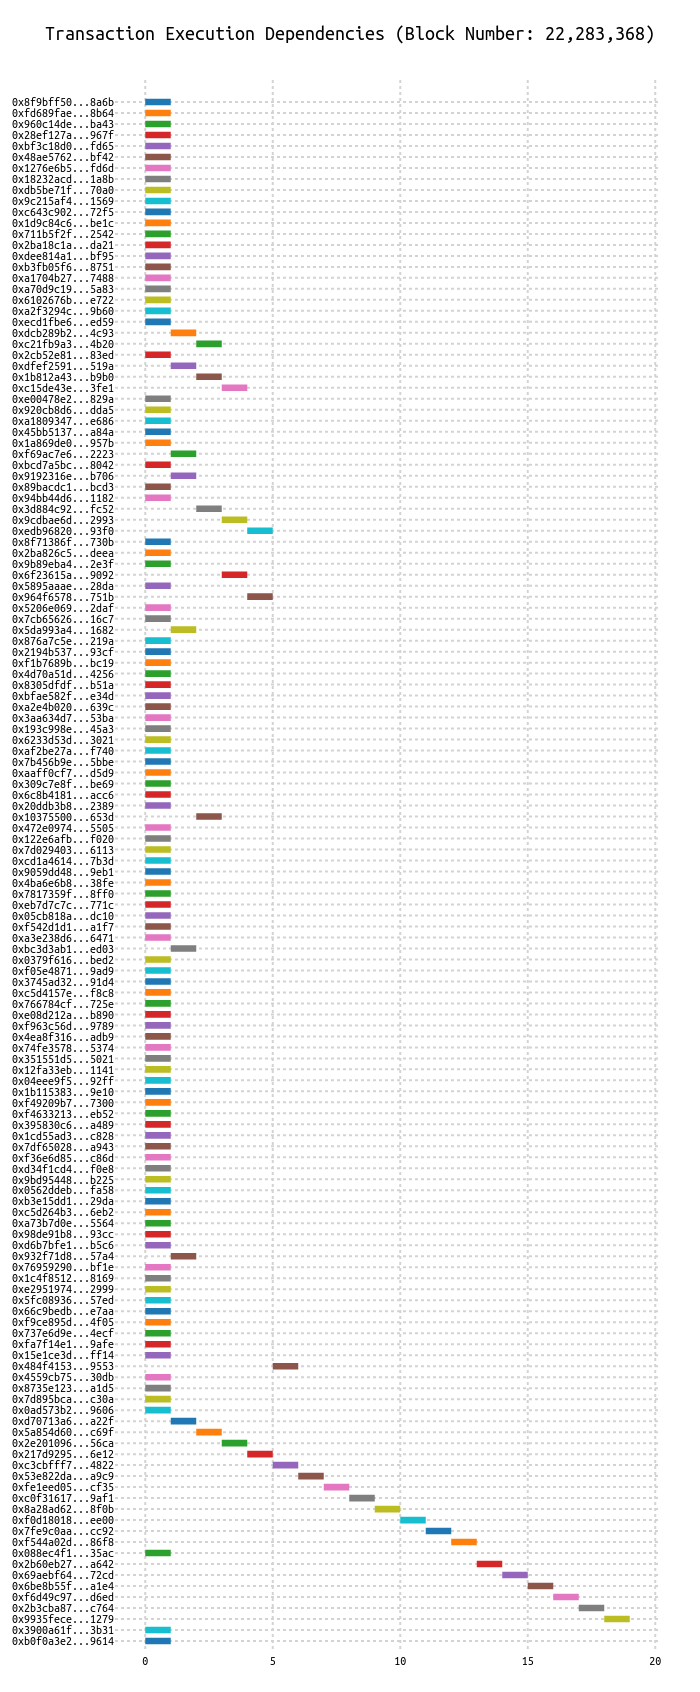 Transaction Execution Dependencies (Block Number: 22,283,368)
0x8f9bff50...8a6b
0xfd689fae...8b64
0x960c14de...ba43
0x28ef127a...967f
0xbf3c18d0...fd65
0x48ae5762...bf42
0x1276e6b5...fd6d
0x18232acd...1a8b
0xdb5be71f...70a0
0x9c215af4...1569
0xc643c902...72f5
0x1d9c84c6...be1c
0x711b5f2f...2542
0x2ba18c1a...da21
0xdee814a1...bf95
0xb3fb05f6...8751
0xa1704b27...7488
0xa70d9c19...5a83
0x6102676b...e722
0xa2f3294c...9b60
0xecd1fbe6...ed59
0xdcb289b2...4c93
0xc21fb9a3...4b20
0x2cb52e81...83ed
0xdfef2591...519a
0x1b812a43...b9b0
0xc15de43e...3fe1
0xe00478e2...829a
0x920cb8d6...dda5
0xa1809347...e686
0x45bb5137...a84a
0x1a869de0...957b
0xf69ac7e6...2223
0xbcd7a5bc...8042
0x9192316e...b706
0x89bacdc1...bcd3
0x94bb44d6...1182
0x3d884c92...fc52
0x9cdbae6d...2993
0xedb96820...93f0
0x8f71386f...730b
0x2ba826c5...deea
0x9b89eba4...2e3f
0x6f23615a...9092
0x5895aaae...28da
0x964f6578...751b
0x5206e069...2daf
0x7cb65626...16c7
0x5da993a4...1682
0x876a7c5e...219a
0x2194b537...93cf
0xf1b7689b...bc19
0x4d70a51d...4256
0x8305dfdf...b51a
0xbfae582f...e34d
0xa2e4b020...639c
0x3aa634d7...53ba
0x193c998e...45a3
0x6233d53d...3021
0xaf2be27a...f740
0x7b456b9e...5bbe
0xaaff0cf7...d5d9
0x309c7e8f...be69
0x6c8b4181...acc6
0x20ddb3b8...2389
0x10375500...653d
0x472e0974...5505
0x122e6afb...f020
0x7d029403...6113
0xcd1a4614...7b3d
0x9059dd48...9eb1
0x4ba6e6b8...38fe
0x7817359f...8ff0
0xeb7d7c7c...771c
0x05cb818a...dc10
0xf542d1d1...a1f7
0xa3e238d6...6471
0xbc3d3ab1...ed03
0x0379f616...bed2
0xf05e4871...9ad9
0x3745ad32...91d4
0xc5d4157e...f8c8
0x766784cf...725e
0xe08d212a...b890
0xf963c56d...9789
0x4ea8f316...adb9
0x74fe3578...5374
0x351551d5...5021
0x12fa33eb...1141
0x04eee9f5...92ff
0x1b115383...9e10
0xf49209b7...7300
0xf4633213...eb52
0x395830c6...a489
0x1cd55ad3...c828
0x7df65028...a943
0xf36e6d85...c86d
0xd34f1cd4...f0e8
0x9bd95448...b225
0x0562ddeb...fa58
0xb3e15dd1...29da
0xc5d264b3...6eb2
0xa73b7d0e...5564
0x98de91b8...93cc
0xd6b7bfe1...b5c6
0x932f71d8...57a4
0x76959290...bf1e
0x1c4f8512...8169
0xe2951974...2999
0x5fc08936...57ed
0x66c9bedb...e7aa
0xf9ce895d...4f05
0x737e6d9e...4ecf
0xfa7f14e1...9afe
0x15e1ce3d...ff14
0x484f4153...9553
0x4559cb75...30db
0x8735e123...a1d5
0x7d895bca...c30a
0x0ad573b2...9606
0xd70713a6...a22f
0x5a854d60...c69f
0x2e201096...56ca
0x217d9295...6e12
0xc3cbfff7...4822
0x53e822da...a9c9
0xfe1eed05...cf35
0xc0f31617...9af1
0x8a28ad62...8f0b
0xf0d18018...ee00
0x7fe9c0aa...cc92
0xf544a02d...86f8
0x088ec4f1...35ac
0x2b60eb27...a642
0x69aebf64...72cd
0x6be8b55f...a1e4
0xf6d49c97...d6ed
0x2b3cba87...c764
0x9935fece...1279
0x3900a61f...3b31
0xb0f0a3e2...9614
0 5 10 15 20